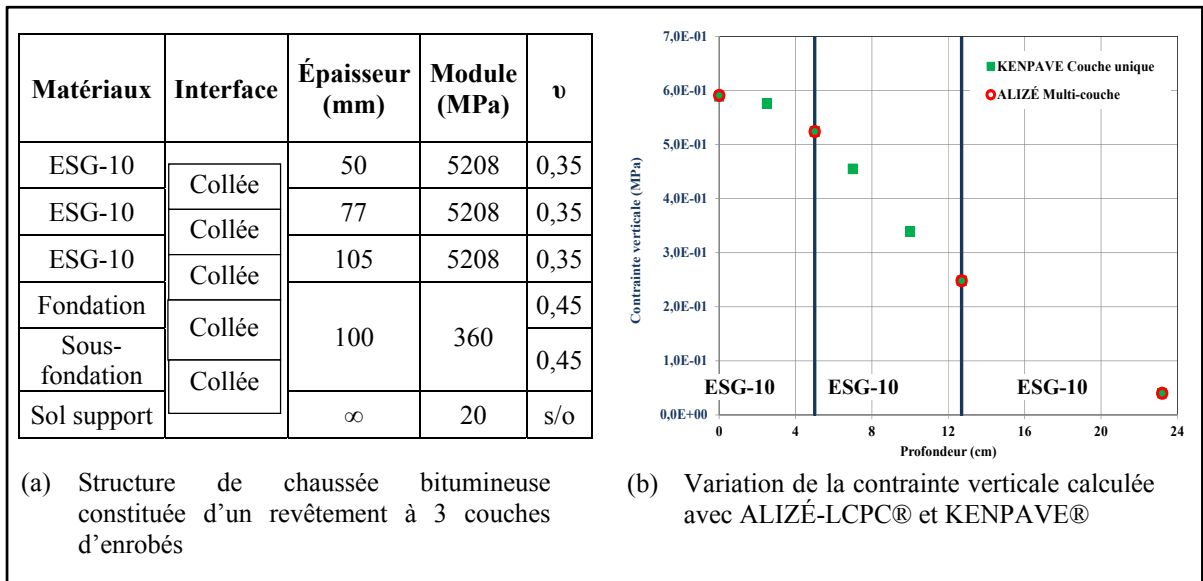 Matériaux Interface Épaisseur (mm) Module (MPa) υ
ESG-10 50 5208 0,35
Collée
ESG-10 77 5208 0,35
Collée
ESG-10 105 5208 0,35
Collée
Fondation 0,45
Collée
100 360
Sous-fondation 0,45
Collée
Sol support ∞ 20 s/o
(a) Structure de chaussée bitumineuse
constituée d'un revêtement à 3 couches
d'enrobés
7,0E-01
6,0E-01
5,0E-01
4,0E-01
3,0E-01
2,0E-01
1,0E-01
0,0E+00
Contrainte verticale (MPa)
KENPAVE Couche unique
ALIZÉ Multi-couche
ESG-10 ESG-10 ESG-10
0 4 8 12 16 20 24
Profondeur (cm)
(b) Variation de la contrainte verticale calculée
avec ALIZÉ-LCPC® et KENPAVE®